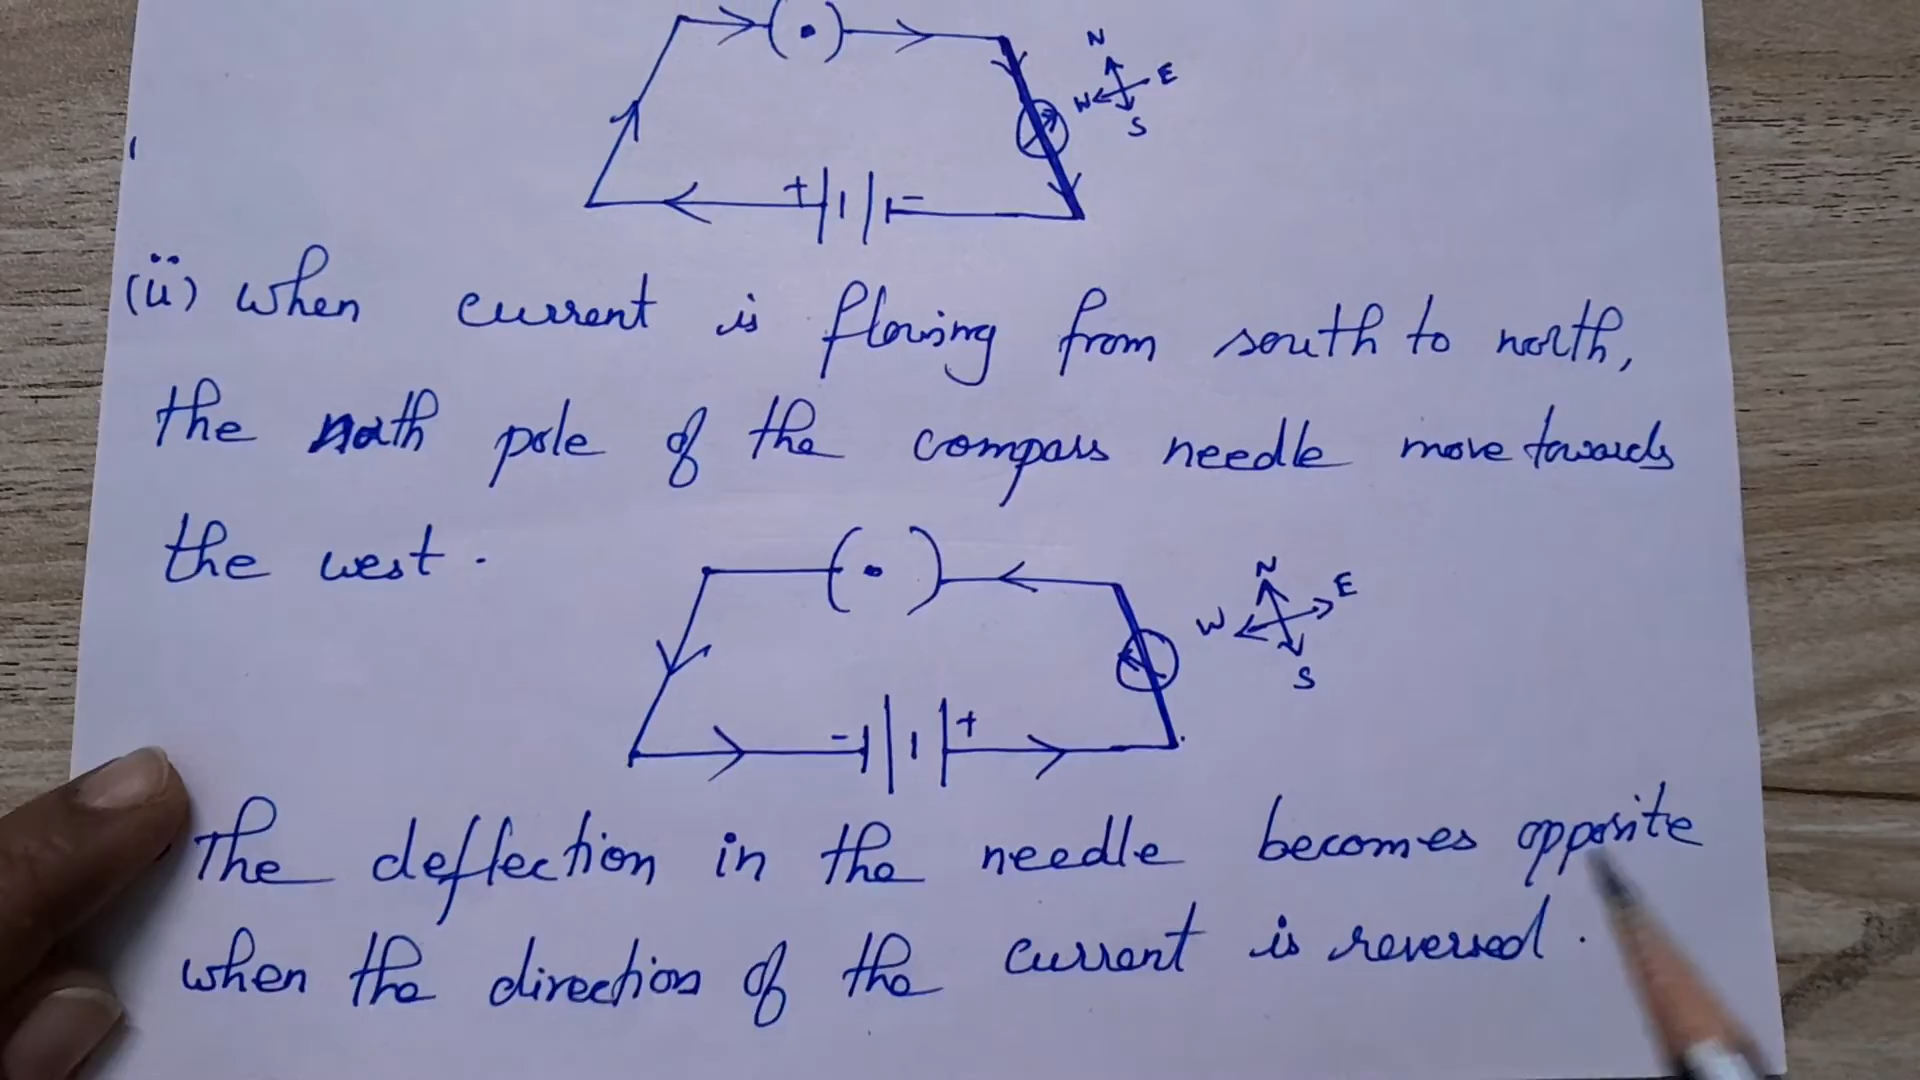 N
E
W
S
+ -
(ii) when current is flowing from south to north,
the north pole of the compass needle move towards
the west.
N
E
W
S
- +
The deflection in the needle becomes opposite
when the direction of the current is reversed.